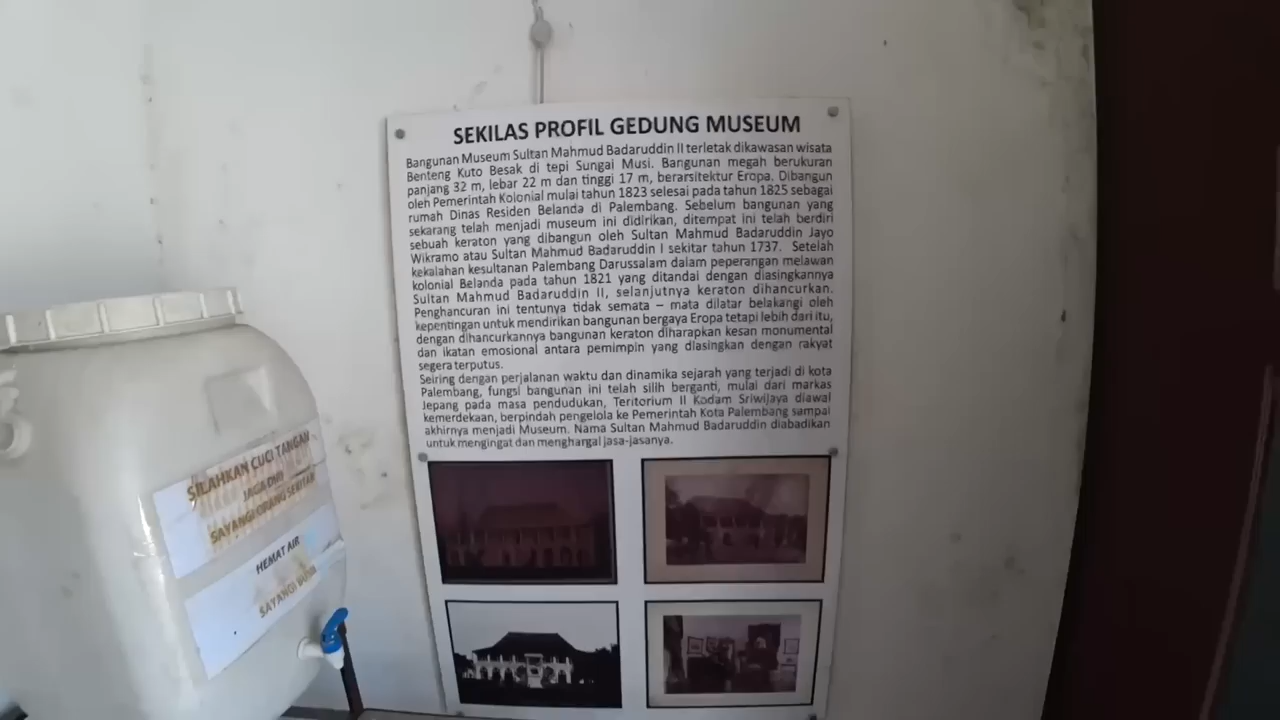 SEKILAS PROFIL GEDUNG MUSEUM
Bangunan Museum Sultan Mahmud Badaruddin II terletak dikawasan wisata
Benteng Kuto Besak di tepi Sungai Musi. Bangunan megah berukuran
panjang 32 m, lebar 22 m dan tinggi 17 m, berarsitektur Eropa. Dibangun
oleh Pemerintah Kolonial mulai tahun 1823 selesai pada tahun 1825 sebagai
rumah Dinas Residen Belanda di Palembang. Sebelum bangunan yang
sekarang telah menjadi museum ini didirikan, ditempat ini telah berdiri
sebuah keraton yang dibangun oleh Sultan Mahmud Badaruddin Jayo
Wikramo atau Sultan Mahmud Badaruddin I sekitar tahun 1737. Setelah
kekalahan kesultanan Palembang Darussalam dalam peperangan melawan
kolonial Belanda pada tahun 1821 yang ditandai dengan diasingkannya
Sultan Mahmud Badaruddin II, selanjutnya keraton dihancurkan.
Penghancuran ini tentunya tidak semata – mata dilatar belakangi oleh
kepentingan untuk mendirikan bangunan bergaya Eropa tetapi lebih dari itu,
dengan dihancurkannya bangunan keraton diharapkan kesan monumental
dan ikatan emosional antara pemimpin yang diasingkan dengan rakyat
segera terputus.
Seiring dengan perjalanan waktu dan dinamika sejarah yang terjadi di kota
Palembang, fungsi bangunan ini telah silih berganti, mulai dari markas
Jepang pada masa pendudukan, Teritorium II Kodam Sriwijaya diawal
kemerdekaan, berpindah pengelola ke Pemerintah Kota Palembang sampai
akhirnya menjadi Museum. Nama Sultan Mahmud Badaruddin diabadikan
untuk mengingat dan menghargai jasa-jasanya.
SILAHKAN CUCI TANGAN
JAGA DIRI
SAYANGI ORANG SEKITAR
HEMAT AIR
SAYANGI BUMI